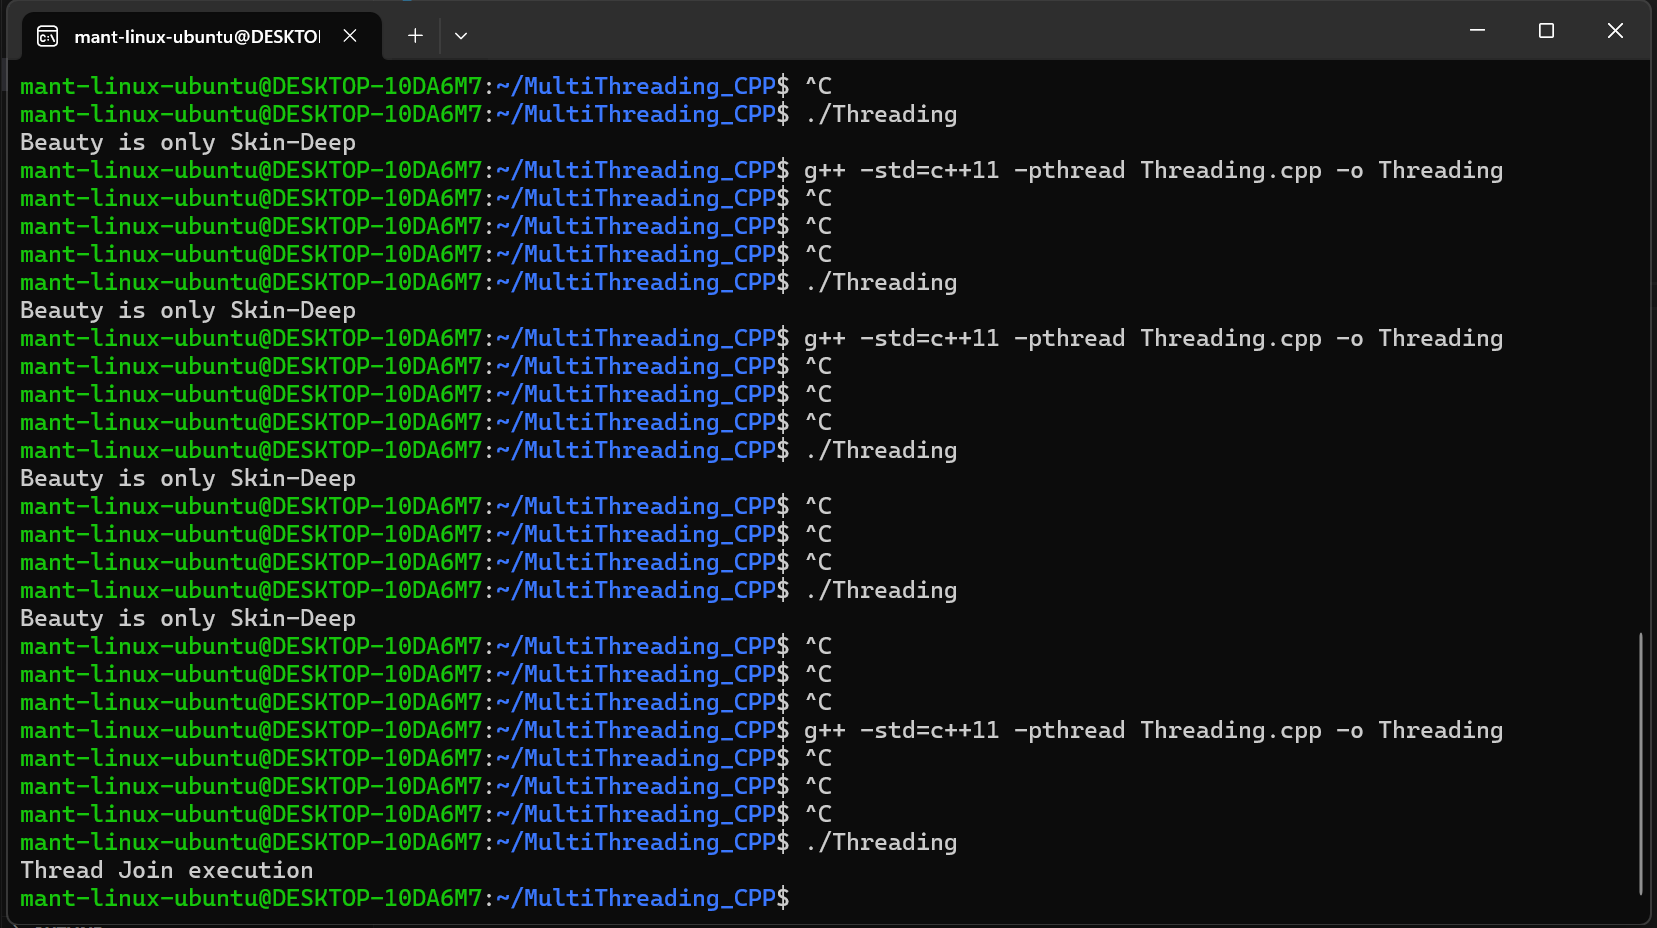 mant-linux-ubuntu@DESKTO
mant-linux-ubuntu@DESKTOP-10DA6M7:~/MultiThreading_CPP$ ^C
mant-linux-ubuntu@DESKTOP-10DA6M7:~/MultiThreading_CPP$ ./Threading
Beauty is only Skin-Deep
mant-linux-ubuntu@DESKTOP-10DA6M7:~/MultiThreading_CPP$ g++ -std=c++11 -pthread Threading.cpp -o Threading
mant-linux-ubuntu@DESKTOP-10DA6M7:~/MultiThreading_CPP$ ^C
mant-linux-ubuntu@DESKTOP-10DA6M7:~/MultiThreading_CPP$ ^C
mant-linux-ubuntu@DESKTOP-10DA6M7:~/MultiThreading_CPP$ ^C
mant-linux-ubuntu@DESKTOP-10DA6M7:~/MultiThreading_CPP$ ./Threading
Beauty is only Skin-Deep
mant-linux-ubuntu@DESKTOP-10DA6M7:~/MultiThreading_CPP$ g++ -std=c++11 -pthread Threading.cpp -o Threading
mant-linux-ubuntu@DESKTOP-10DA6M7:~/MultiThreading_CPP$ ^C
mant-linux-ubuntu@DESKTOP-10DA6M7:~/MultiThreading_CPP$ ^C
mant-linux-ubuntu@DESKTOP-10DA6M7:~/MultiThreading_CPP$ ^C
mant-linux-ubuntu@DESKTOP-10DA6M7:~/MultiThreading_CPP$ ./Threading
Beauty is only Skin-Deep
mant-linux-ubuntu@DESKTOP-10DA6M7:~/MultiThreading_CPP$ ^C
mant-linux-ubuntu@DESKTOP-10DA6M7:~/MultiThreading_CPP$ ^C
mant-linux-ubuntu@DESKTOP-10DA6M7:~/MultiThreading_CPP$ ^C
mant-linux-ubuntu@DESKTOP-10DA6M7:~/MultiThreading_CPP$ ./Threading
Beauty is only Skin-Deep
mant-linux-ubuntu@DESKTOP-10DA6M7:~/MultiThreading_CPP$ ^C
mant-linux-ubuntu@DESKTOP-10DA6M7:~/MultiThreading_CPP$ ^C
mant-linux-ubuntu@DESKTOP-10DA6M7:~/MultiThreading_CPP$ ^C
mant-linux-ubuntu@DESKTOP-10DA6M7:~/MultiThreading_CPP$ g++ -std=c++11 -pthread Threading.cpp -o Threading
mant-linux-ubuntu@DESKTOP-10DA6M7:~/MultiThreading_CPP$ ^C
mant-linux-ubuntu@DESKTOP-10DA6M7:~/MultiThreading_CPP$ ^C
mant-linux-ubuntu@DESKTOP-10DA6M7:~/MultiThreading_CPP$ ^C
mant-linux-ubuntu@DESKTOP-10DA6M7:~/MultiThreading_CPP$ ./Threading
Thread Join execution
mant-linux-ubuntu@DESKTOP-10DA6M7:~/MultiThreading_CPP$